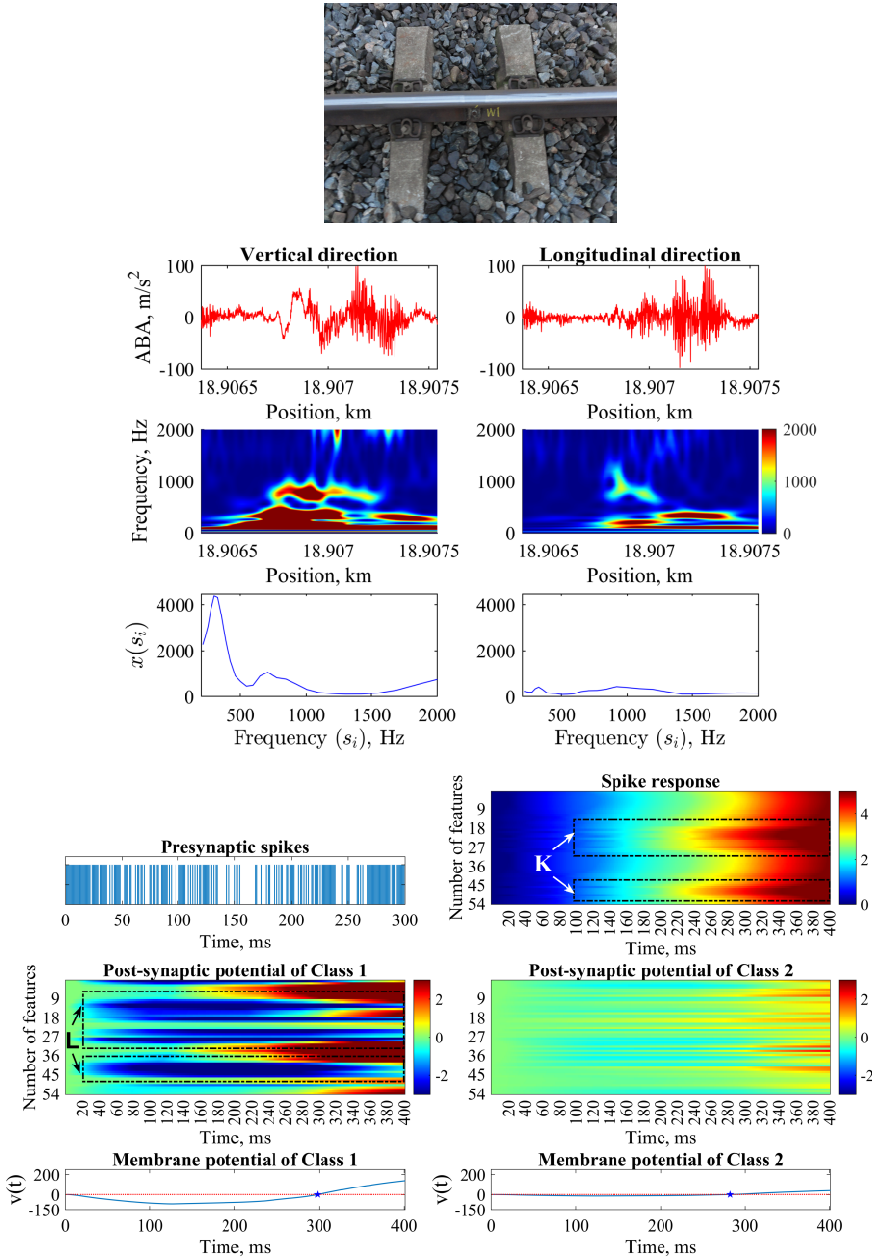 WI
Vertical direction
Longitudinal direction
ABA, m/s²
100
0
-100
18.9065 18.907 18.9075
Position, km
18.9065 18.907 18.9075
Position, km
Frequency, Hz
2000
1000
0
18.9065 18.907 18.9075
Position, km
18.9065 18.907 18.9075
Position, km
2000
1000
0
x(sᵢ)
4000
2000
0
500 1000 1500 2000
Frequency (sᵢ), Hz
500 1000 1500 2000
Frequency (sᵢ), Hz
Presynaptic spikes
0 50 100 150 200 250 300
Time, ms
Spike response
Number of features
9
18
27
36
45
54
K
20 40 60 80 100 120 140 160 180 200 220 240 260 280 300 320 340 360 380 400
Time, ms
4
2
0
Post-synaptic potential of Class 1
Number of features
9
18
27
36
45
54
L
20 40 60 80 100 120 140 160 180 200 220 240 260 280 300 320 340 360 380 400
Time, ms
2
0
-2
Post-synaptic potential of Class 2
Number of features
9
18
27
36
45
54
20 40 60 80 100 120 140 160 180 200 220 240 260 280 300 320 340 360 380 400
Time, ms
2
0
-2
Membrane potential of Class 1
v(t)
200
0
-150
0 100 200 300 400
Time, ms
Membrane potential of Class 2
v(t)
200
0
-150
0 100 200 300 400
Time, ms